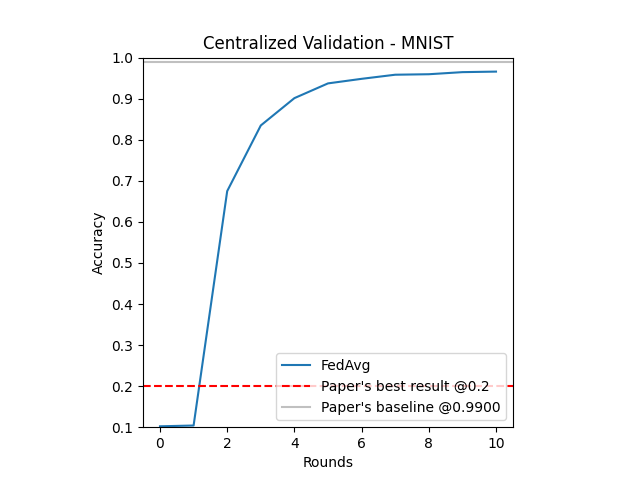 Centralized Validation - MNIST
1.0
0.9
0.8
0.7
0.6
0.5
0.4
0.3
0.2
0.1
Accuracy
FedAvg
Paper's best result @0.2
Paper's baseline @0.9900
0 2 4 6 8 10
Rounds